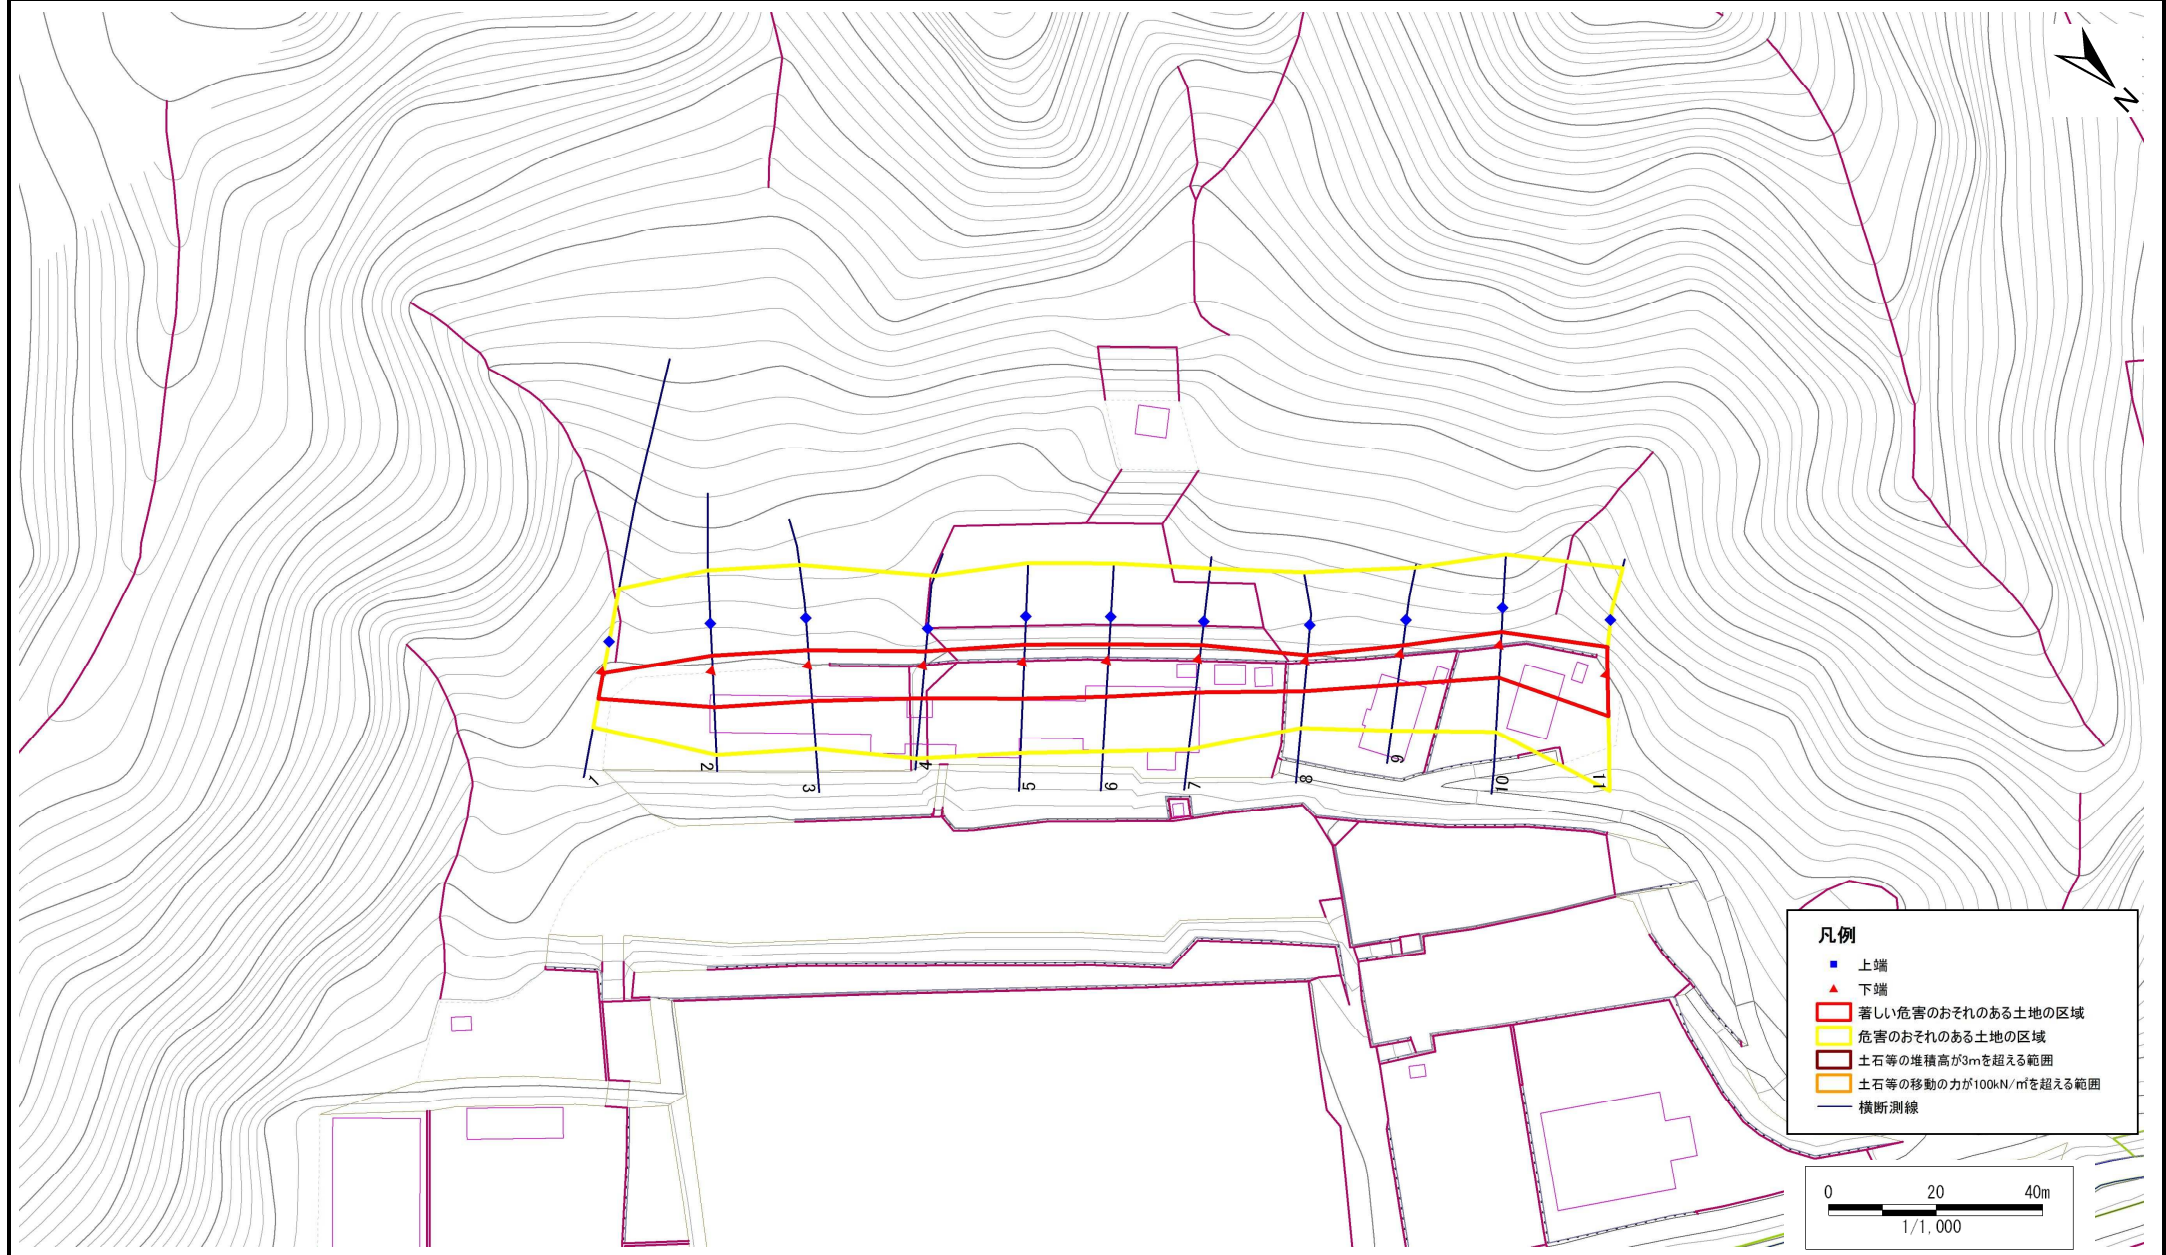 N
1
2
3
4
5
6
7
8
9
10
11
凡例
上端
下端
著しい危害のおそれのある土地の区域
危害のおそれのある土地の区域
土石等の堆積高が3mを超える範囲
土石等の移動の力が100kN/㎡を超える範囲
横断測線
0 20 40m
1/1,000